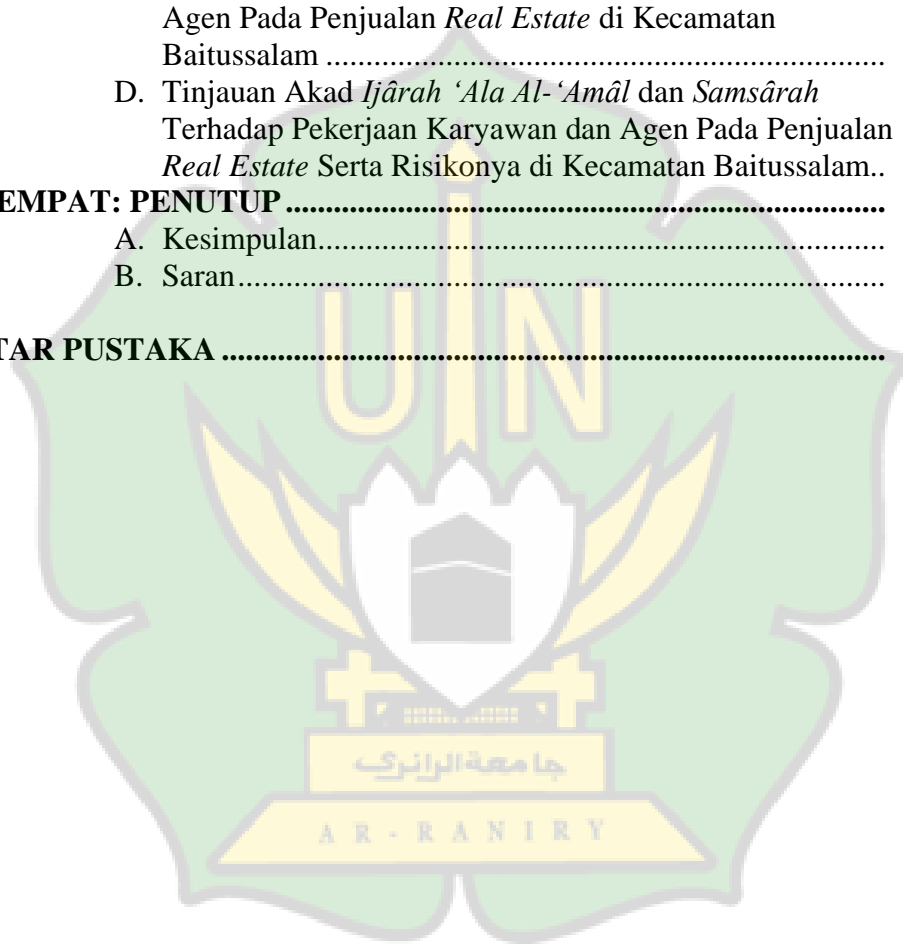 Agen Pada Penjualan Real Estate di Kecamatan
Baitussalam ........................................................................
D. Tinjauan Akad Ijârah ‘Ala Al-‘Amâl dan Samsârah
Terhadap Pekerjaan Karyawan dan Agen Pada Penjualan
Real Estate Serta Risikonya di Kecamatan Baitussalam..
EMPAT: PENUTUP .............................................................................
A. Kesimpulan.........................................................................
B. Saran...................................................................................
TAR PUSTAKA .....................................................................................
UIN
جامعة الرانري
AR-RANIRY